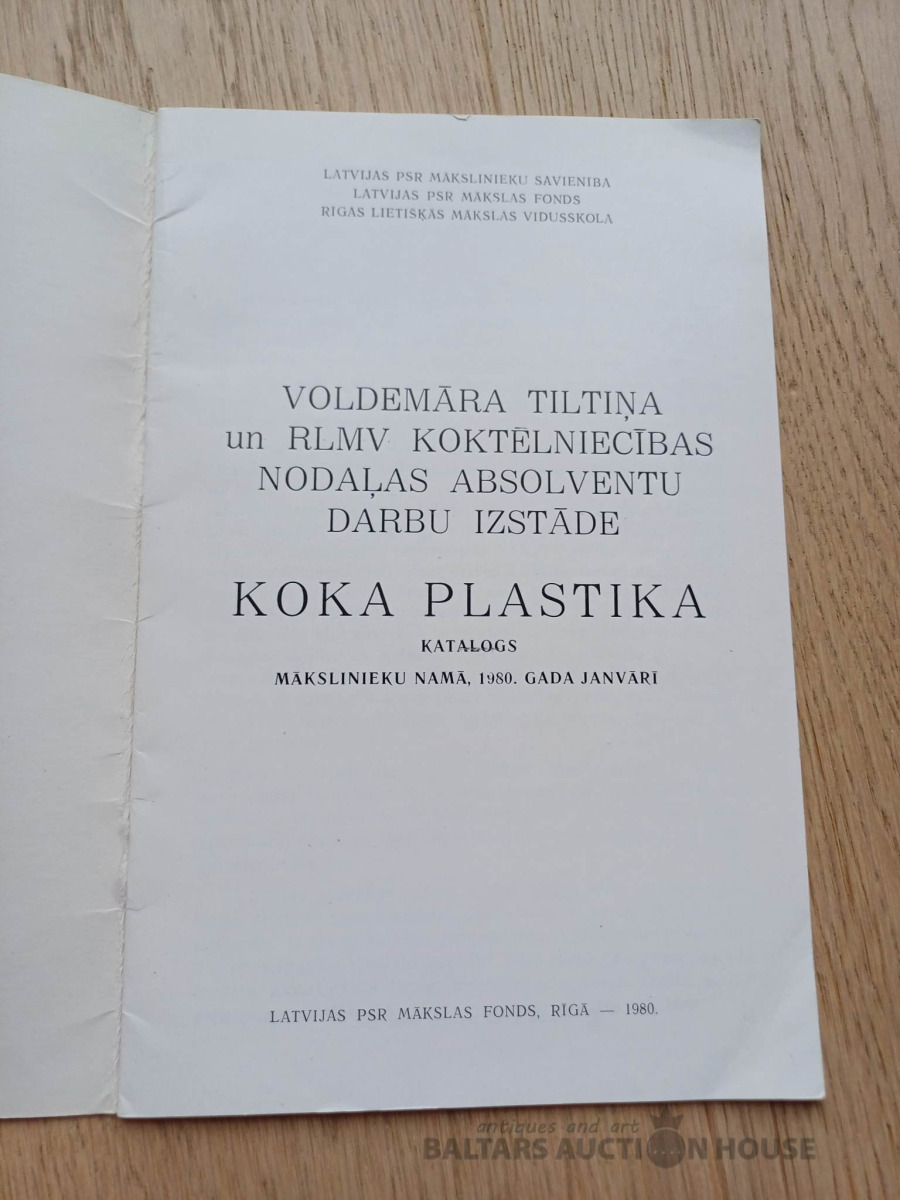 LATVIJAS PSR MĀKSLINIEKU SAVIENĪBA
LATVIJAS PSR MĀKSLAS FONDS
RĪGAS LIETIŠĶĀS MĀKSLAS VIDUSSKOLA
VOLDEMĀRA TILTIŅA
un RLMV KOKTĒLNIECĪBAS
NODAĻAS ABSOLVENTU
DARBU IZSTĀDE
KOKA PLASTIKA
KATALOGS
MĀKSLINIEKU NAMĀ, 1980. GADA JANVĀRĪ
LATVIJAS PSR MĀKSLAS FONDS, RĪGĀ — 1980.
antiques and art
BALTARS AUCTION HOUSE